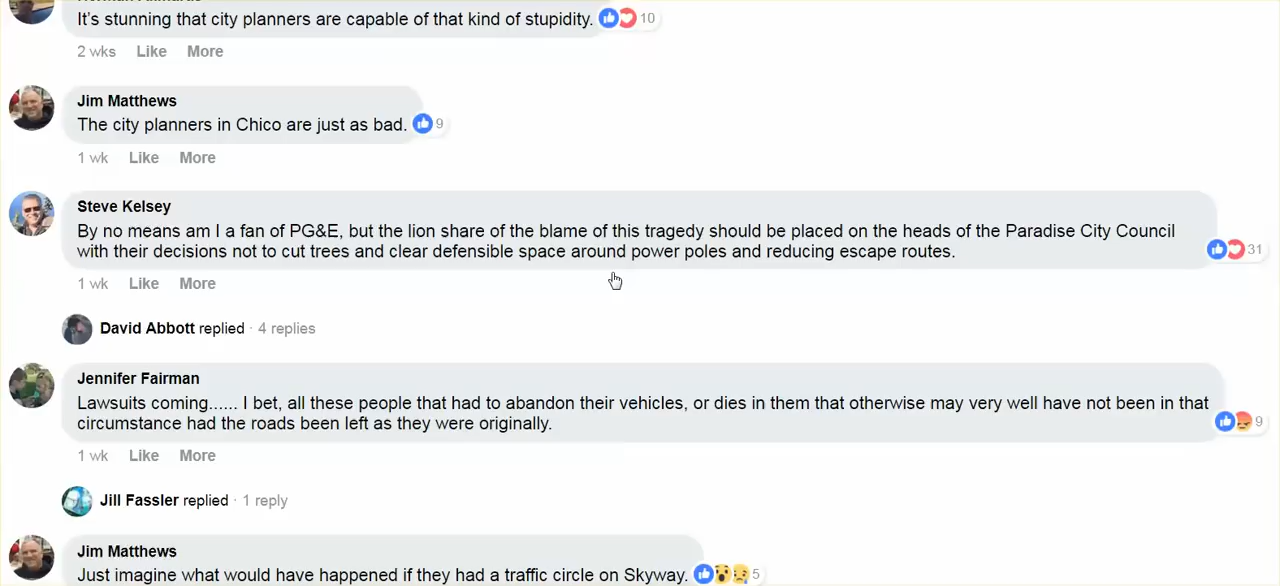 It's stunning that city planners are capable of that kind of stupidity. 10
2 wks Like More
Jim Matthews
The city planners in Chico are just as bad. 9
1 wk Like More
Steve Kelsey
By no means am I a fan of PG&E, but the lion share of the blame of this tragedy should be placed on the heads of the Paradise City Council
with their decisions not to cut trees and clear defensible space around power poles and reducing escape routes. 31
1 wk Like More
David Abbott replied · 4 replies
Jennifer Fairman
Lawsuits coming...... I bet, all these people that had to abandon their vehicles, or dies in them that otherwise may very well have not been in that
circumstance had the roads been left as they were originally. 9
1 wk Like More
Jill Fassler replied · 1 reply
Jim Matthews
Just imagine what would have happened if they had a traffic circle on Skyway. 5